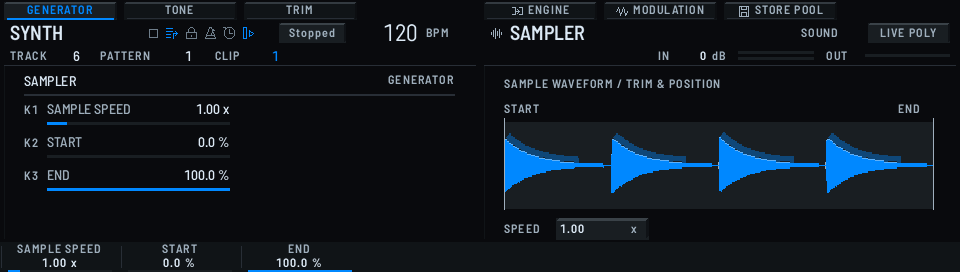 GENERATOR TONE TRIM
SYNTH Stopped 120 BPM
TRACK 6 PATTERN 1 CLIP 1
SAMPLER GENERATOR
K1 SAMPLE SPEED 1.00 x
K2 START 0.0 %
K3 END 100.0 %
SAMPLE SPEED START END
1.00 x 0.0 % 100.0 %
ENGINE MODULATION STORE POOL
SAMPLER SOUND LIVE POLY
IN 0 dB OUT
SAMPLE WAVEFORM / TRIM & POSITION
START END
SPEED 1.00 x